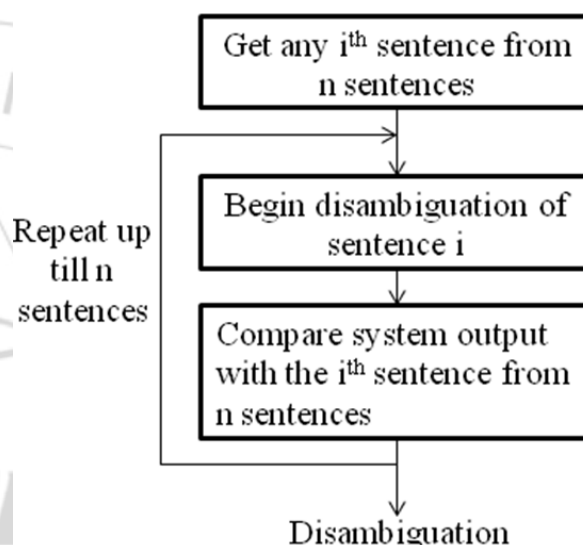 Get any iᵗʰ sentence from
n sentences
Begin disambiguation of
sentence i
Repeat up
till n
sentences
Compare system output
with the iᵗʰ sentence from
n sentences
Disambiguation